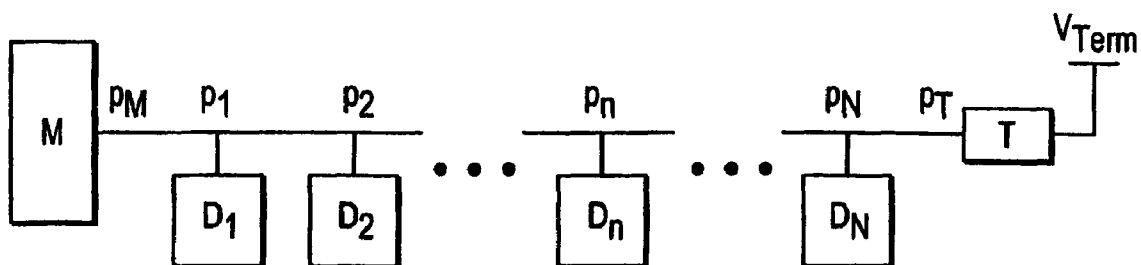 V_Term
p_M p_1 p_2 p_n p_N p_T
M T
D_1 D_2 • • • D_n • • • D_N